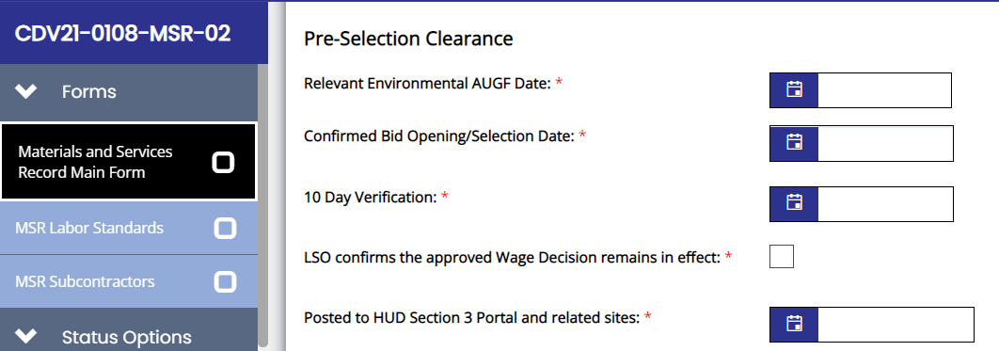 CDV21-0108-MSR-02
Forms
Materials and Services
Record Main Form
MSR Labor Standards
MSR Subcontractors
Status Options
Pre-Selection Clearance
Relevant Environmental AUGF Date: *
Confirmed Bid Opening/Selection Date: *
10 Day Verification: *
LSO confirms the approved Wage Decision remains in effect: *
Posted to HUD Section 3 Portal and related sites: *